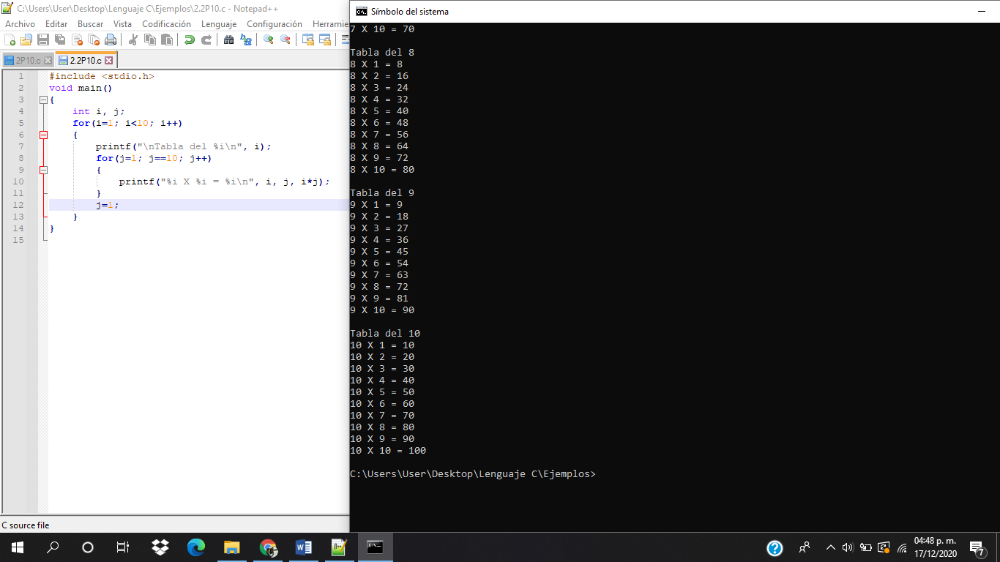 C:\Users\User\Desktop\Lenguaje C\Ejemplos\2.2P10.c - Notepad++
Archivo Editar Buscar Vista Codificación Lenguaje Configuración Herramie
2P10.c
2.2P10.c
1 #include <stdio.h>
2 void main()
3 {
4 int i, j;
5 for(i=1; i<10; i++)
6 {
7 printf("\nTabla del %i\n", i);
8 for(j=1; j==10; j++)
9 {
10 printf("%i X %i = %i\n", i, j, i*j);
11 }
12 j=1;
13 }
14 }
15
C source file
Símbolo del sistema
7 X 10 = 70
Tabla del 8
8 X 1 = 8
8 X 2 = 16
8 X 3 = 24
8 X 4 = 32
8 X 5 = 40
8 X 6 = 48
8 X 7 = 56
8 X 8 = 64
8 X 9 = 72
8 X 10 = 80
Tabla del 9
9 X 1 = 9
9 X 2 = 18
9 X 3 = 27
9 X 4 = 36
9 X 5 = 45
9 X 6 = 54
9 X 7 = 63
9 X 8 = 72
9 X 9 = 81
9 X 10 = 90
Tabla del 10
10 X 1 = 10
10 X 2 = 20
10 X 3 = 30
10 X 4 = 40
10 X 5 = 50
10 X 6 = 60
10 X 7 = 70
10 X 8 = 80
10 X 9 = 90
10 X 10 = 100
C:\Users\User\Desktop\Lenguaje C\Ejemplos>
04:48 p. m.
17/12/2020
7